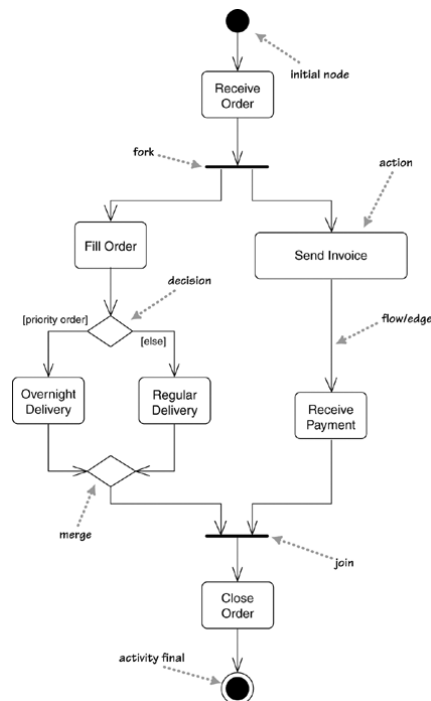 initial node
Receive
Order
fork
action
Fill Order
Send Invoice
decision
[priority order]
[else]
flow/edge
Overnight
Delivery
Regular
Delivery
Receive
Payment
merge
join
Close
Order
activity final